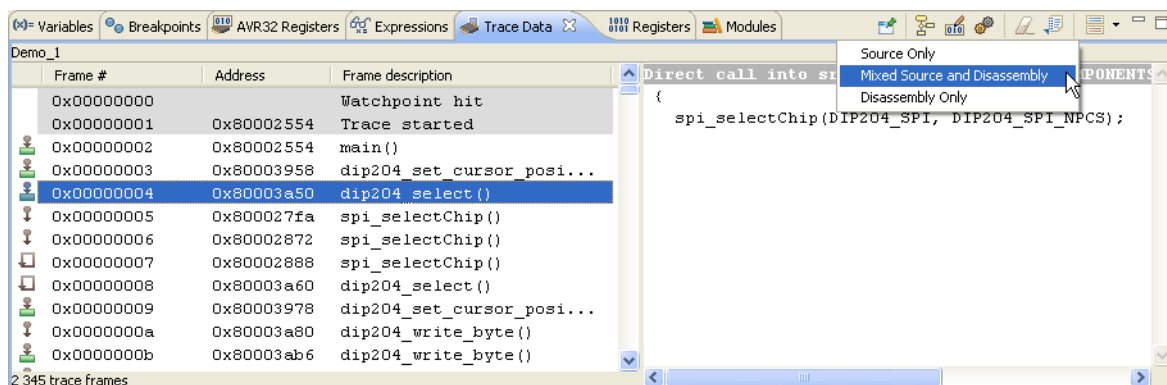 (x)= Variables Breakpoints 010 AVR32 Registers Expressions Trace Data 1010 0101 Registers Modules
Demo_1
Source Only
Frame # Address Frame description
Direct call into
Mixed Source and Disassembly
0x00000000 Watchpoint hit
{
Disassembly Only
0x00000001 0x80002554 Trace started
spi_selectChip(DIP204_SPI, DIP204_SPI_NPCS);
0x00000002 0x80002554 main()
0x00000003 0x80003958 dip204_set_cursor_posi...
0x00000004 0x80003a50 dip204_select()
0x00000005 0x800027fa spi_selectChip()
0x00000006 0x80002872 spi_selectChip()
0x00000007 0x80002888 spi_selectChip()
0x00000008 0x80003a60 dip204_select()
0x00000009 0x80003978 dip204_set_cursor_posi...
0x0000000a 0x80003a80 dip204_write_byte()
0x0000000b 0x80003ab6 dip204_write_byte()
2 345 trace frames